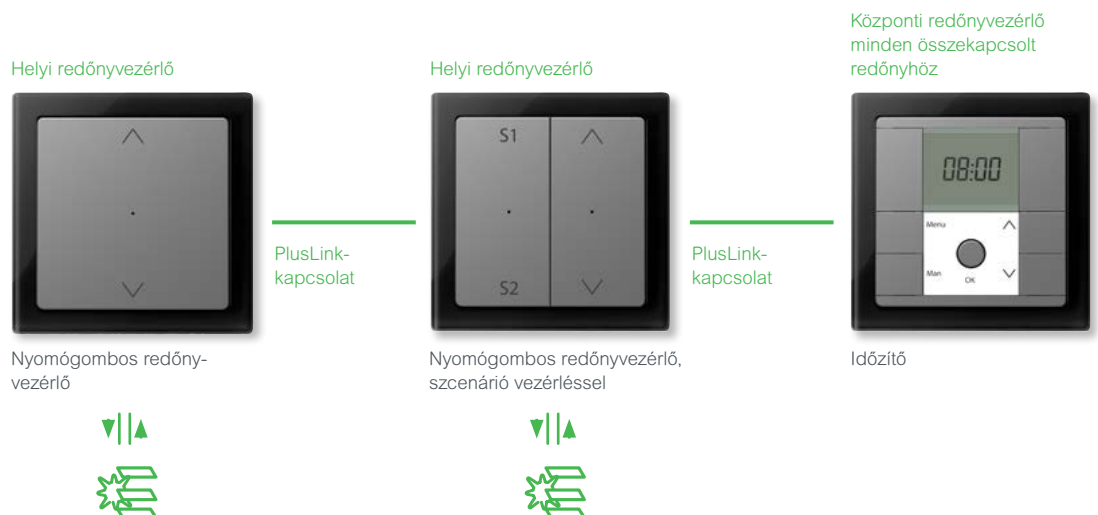 Helyi redőnyvezérlő
Helyi redőnyvezérlő
Központi redőnyvezérlő
minden összekapcsolt
redőnyhöz
S1
S2
08:00
Menu
Man
OK
PlusLink-
kapcsolat
PlusLink-
kapcsolat
Nyomógombos redőny-
vezérlő
Nyomógombos redőnyvezérlő,
szcenárió vezérléssel
Időzítő